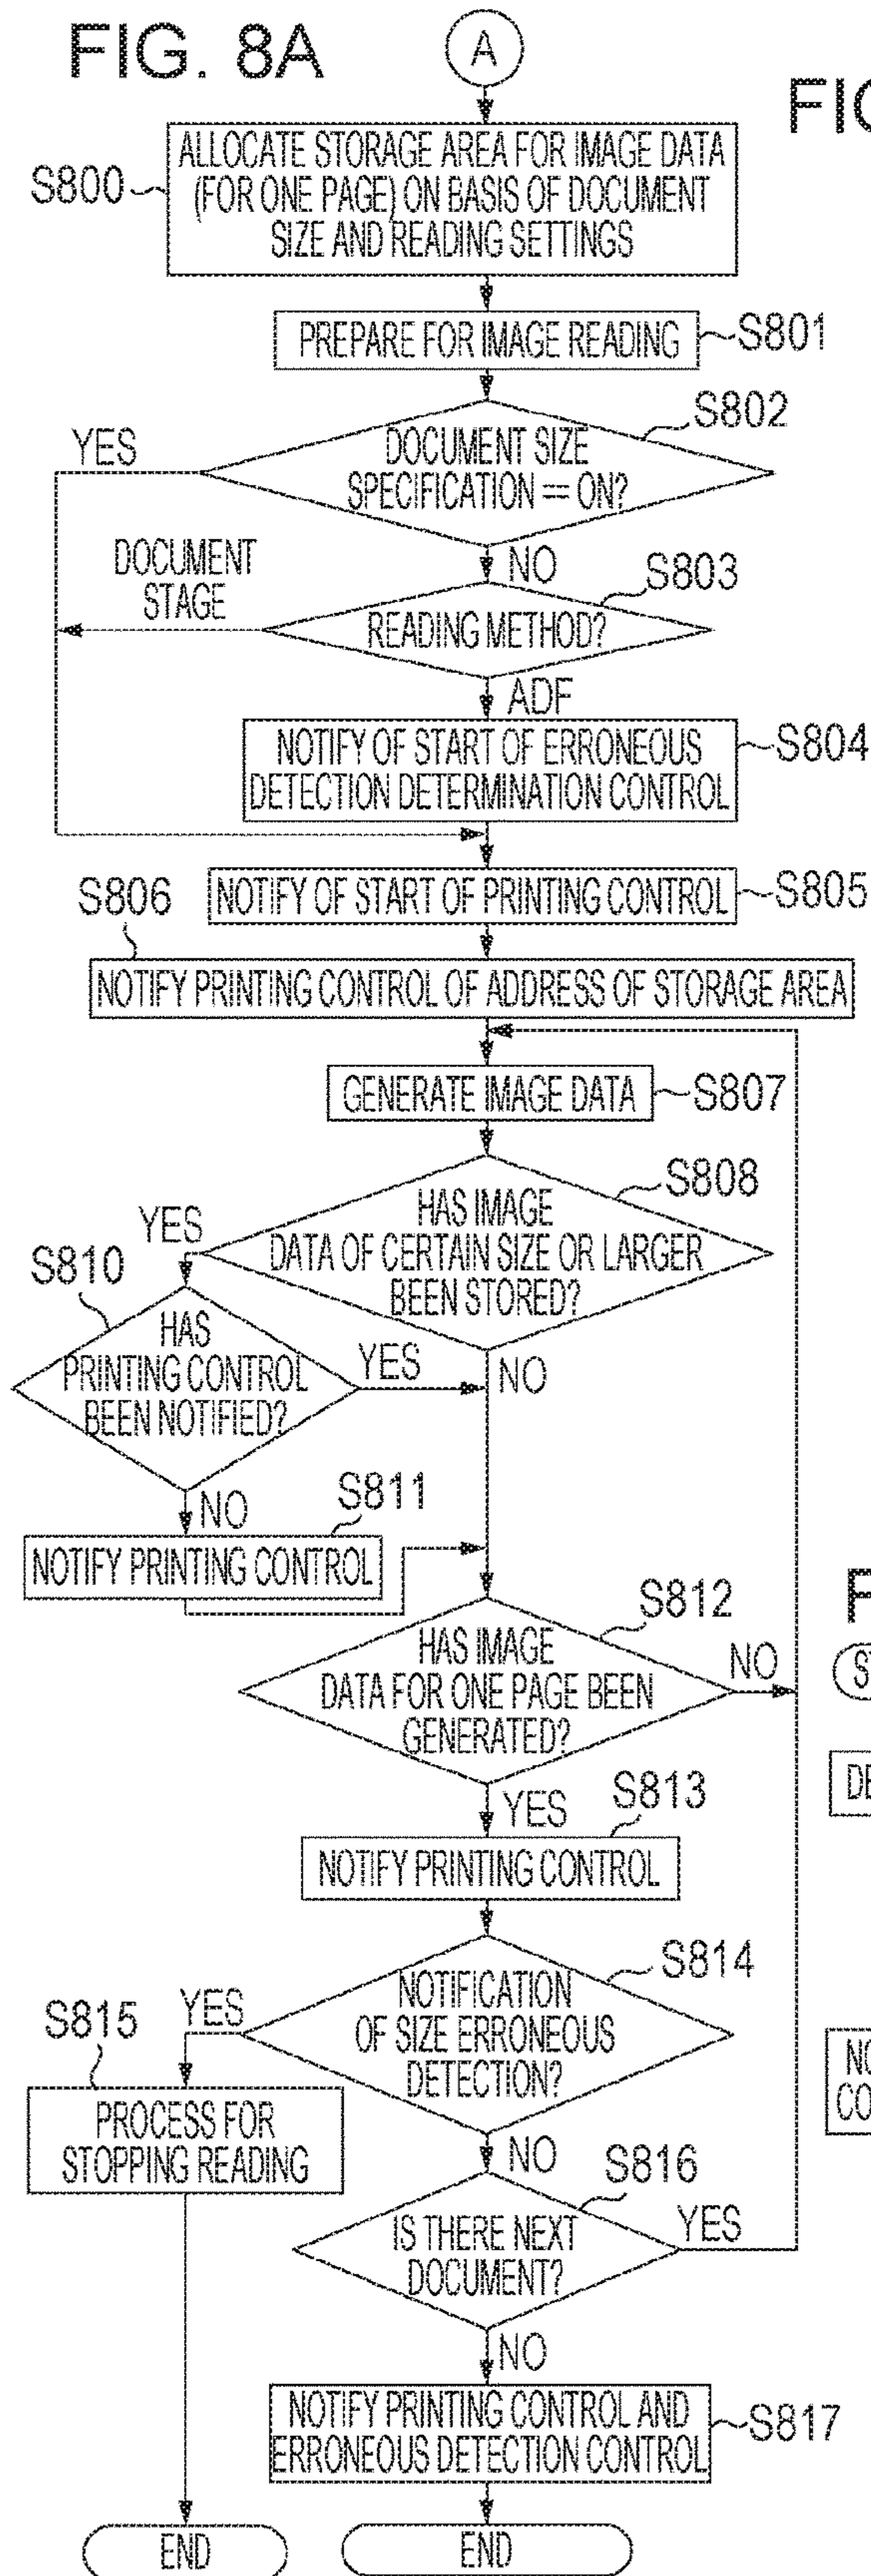 FIG. 8A
A
FIG
S800
ALLOCATE STORAGE AREA FOR IMAGE DATA
(FOR ONE PAGE) ON BASIS OF DOCUMENT
SIZE AND READING SETTINGS
PREPARE FOR IMAGE READING
S801
S802
YES
DOCUMENT SIZE
SPECIFICATION == ON?
NO
DOCUMENT
STAGE
S803
READING METHOD?
ADF
NOTIFY OF START OF ERRONEOUS
DETECTION DETERMINATION CONTROL
S804
NOTIFY OF START OF PRINTING CONTROL
S805
S806
NOTIFY PRINTING CONTROL OF ADDRESS OF STORAGE AREA
GENERATE IMAGE DATA
S807
S808
YES
HAS IMAGE
DATA OF CERTAIN SIZE OR LARGER
BEEN STORED?
NO
S810
HAS
PRINTING CONTROL
BEEN NOTIFIED?
YES
NO
S811
NOTIFY PRINTING CONTROL
S812
HAS IMAGE
DATA FOR ONE PAGE BEEN
GENERATED?
NO
YES
S813
NOTIFY PRINTING CONTROL
S814
NOTIFICATION
OF SIZE ERRONEOUS
DETECTION?
YES
S815
PROCESS FOR
STOPPING READING
NO
S816
IS THERE NEXT
DOCUMENT?
YES
NO
NOTIFY PRINTING CONTROL AND
ERRONEOUS DETECTION CONTROL
S817
END
END
F
S
DE
NO
CO